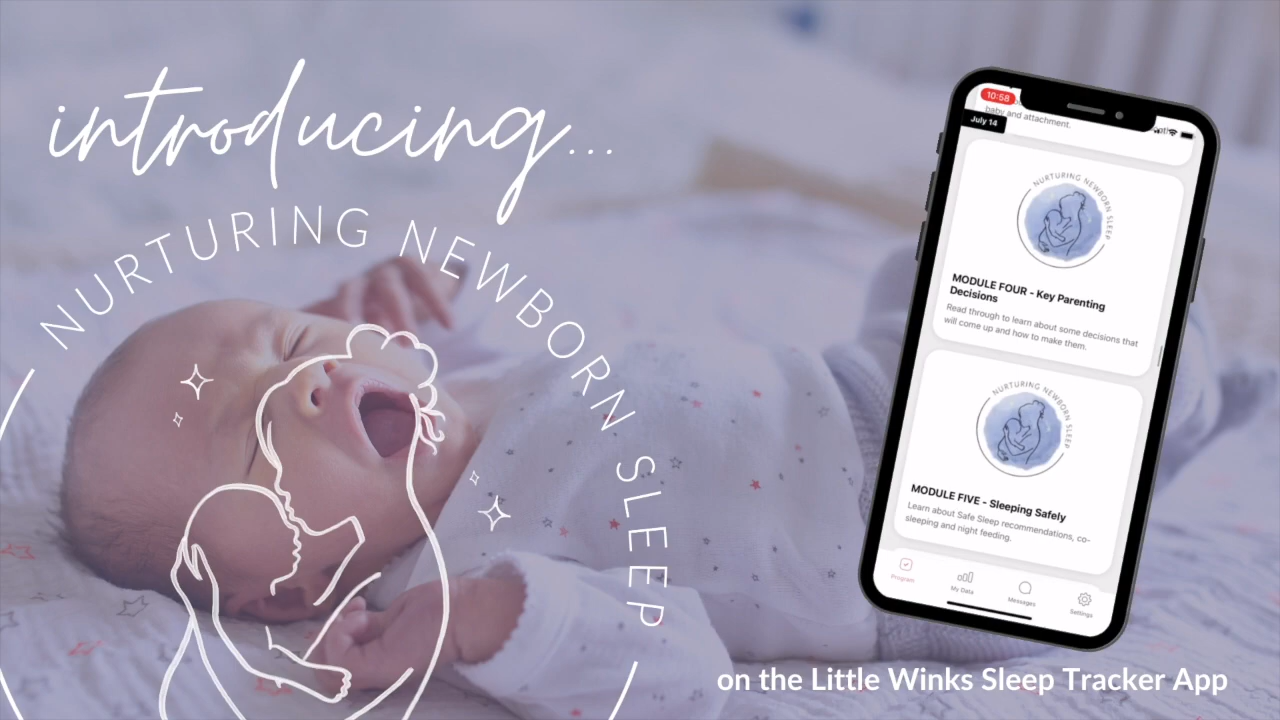 introducing...
NURTURING NEWBORN SLEEP
10:58
baby and attachment.
July 14
NURTURING NEWBORN SLEEP
MODULE FOUR - Key Parenting
Decisions
Read through to learn about some decisions that
will come up and how to make them.
NURTURING NEWBORN SLEEP
MODULE FIVE - Sleeping Safely
Learn about Safe Sleep recommendations, co-
sleeping and night feeding.
Program
My Data
Messages
Settings
on the Little Winks Sleep Tracker App